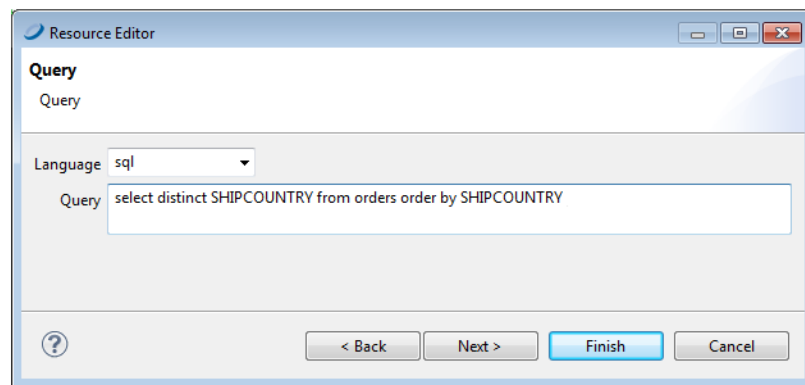 Resource Editor
Query
Query
Language sql
Query select distinct SHIPCOUNTRY from orders order by SHIPCOUNTRY
?
< Back Next > Finish Cancel